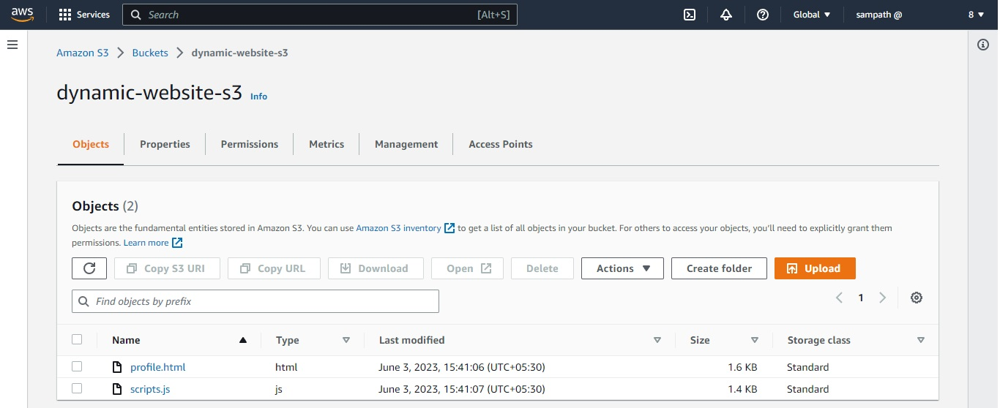 aws Services Search [Alt+S] Global sampath @ 8
Amazon S3 Buckets dynamic-website-s3
dynamic-website-s3 Info
Objects Properties Permissions Metrics Management Access Points
Objects (2)
Objects are the fundamental entities stored in Amazon S3. You can use Amazon S3 inventory to get a list of all objects in your bucket. For others to access your objects, you'll need to explicitly grant them
permissions. Learn more
Copy S3 URI Copy URL Download Open Delete Actions Create folder Upload
Find objects by prefix 1
Name Type Last modified Size Storage class
profile.html html June 3, 2023, 15:41:06 (UTC+05:30) 1.6 KB Standard
scripts.js js June 3, 2023, 15:41:07 (UTC+05:30) 1.4 KB Standard